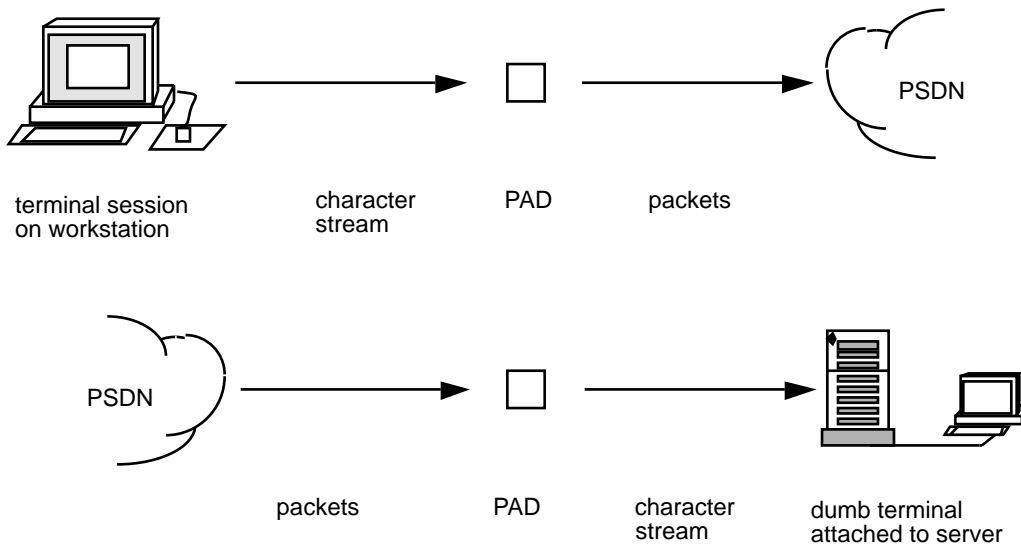 PSDN
terminal session
on workstation
character
stream
PAD
packets
PSDN
packets
PAD
character
stream
dumb terminal
attached to server